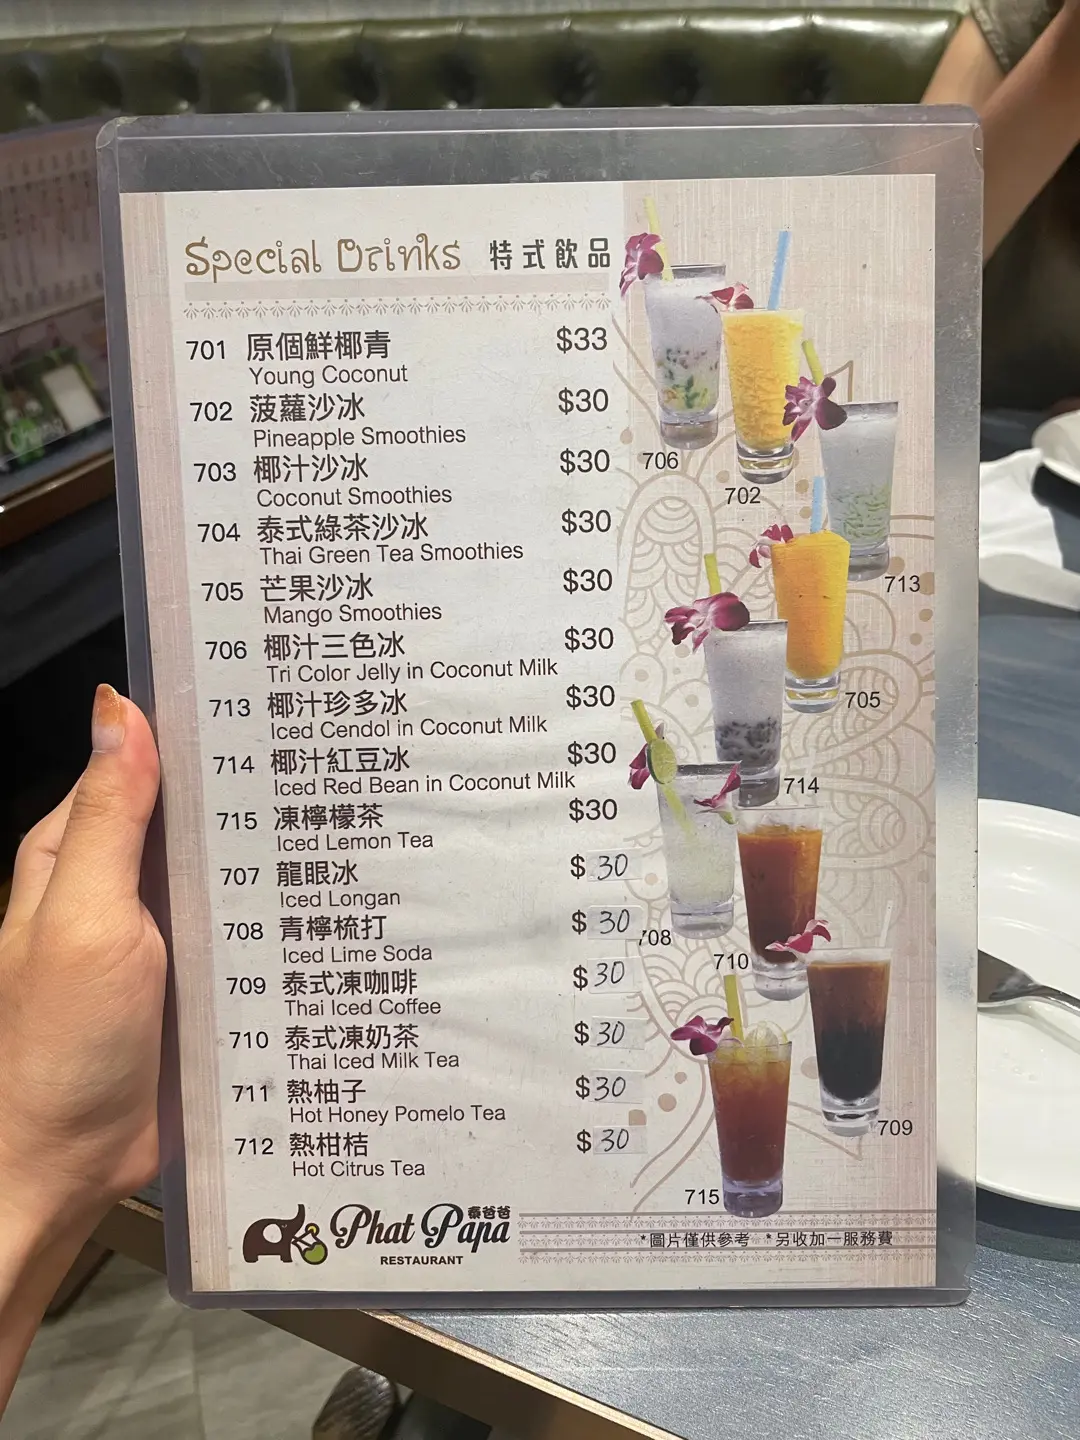 Special Drinks 特式飲品
701 原個鮮椰青 $33
Young Coconut
702 菠蘿沙冰 $30
Pineapple Smoothies
703 椰汁沙冰 $30
Coconut Smoothies
704 泰式綠茶沙冰 $30
Thai Green Tea Smoothies
705 芒果沙冰 $30
Mango Smoothies
706 椰汁三色冰 $30
Tri Color Jelly in Coconut Milk
713 椰汁珍多冰 $30
Iced Cendol in Coconut Milk
714 椰汁紅豆冰 $30
Iced Red Bean in Coconut Milk
715 凍檸檬茶 $30
Iced Lemon Tea
707 龍眼冰 $30
Iced Longan
708 青檸梳打 $30
Iced Lime Soda
709 泰式凍咖啡 $30
Thai Iced Coffee
710 泰式凍奶茶 $30
Thai Iced Milk Tea
711 熱柚子 $30
Hot Honey Pomelo Tea
712 熱柑桔 $30
Hot Citrus Tea
706
702
713
705
714
708
710
709
715
Phat Papa 泰爸爸
RESTAURANT
*圖片僅供參考 *另收加一服務費